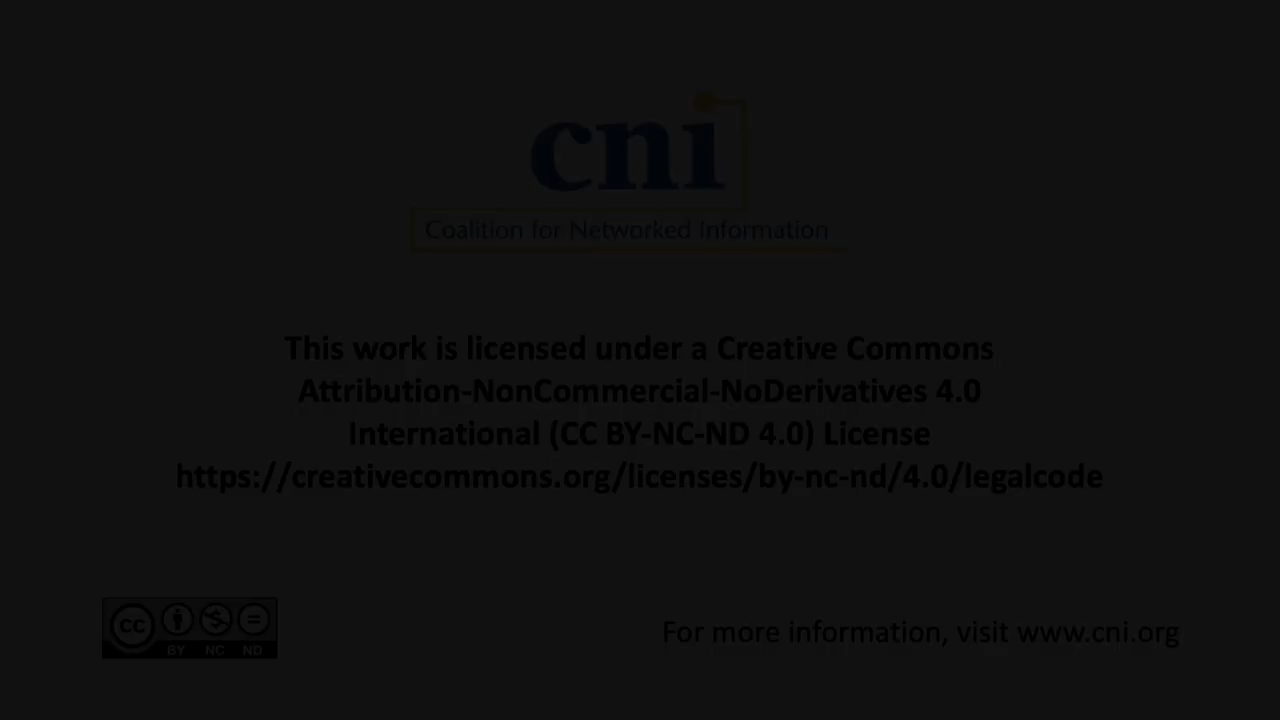 cni
Coalition for Networked Information
This work is licensed under a Creative Commons
Attribution-NonCommercial-NoDerivatives 4.0
International (CC BY-NC-ND 4.0) License
https://creativecommons.org/licenses/by-nc-nd/4.0/legalcode
cc
BY NC ND
For more information, visit www.cni.org